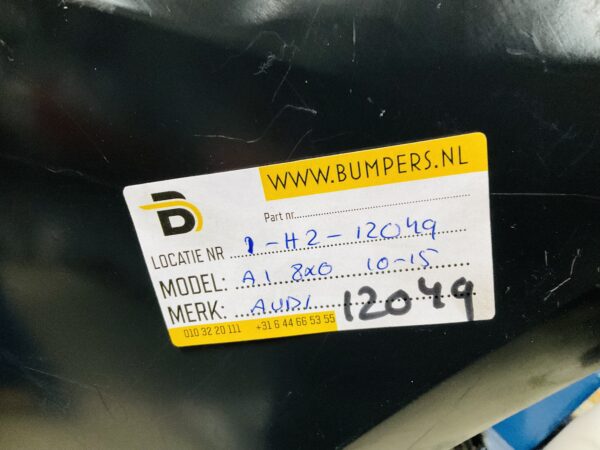 WWW.BUMPERS.NL
D
Part nr
LOCATIE NR 1-H2-12049
MODEL: A1 8x0 10-15
MERK: AUDI 12049
010 32 20 111 +31 6 44 66 53 55